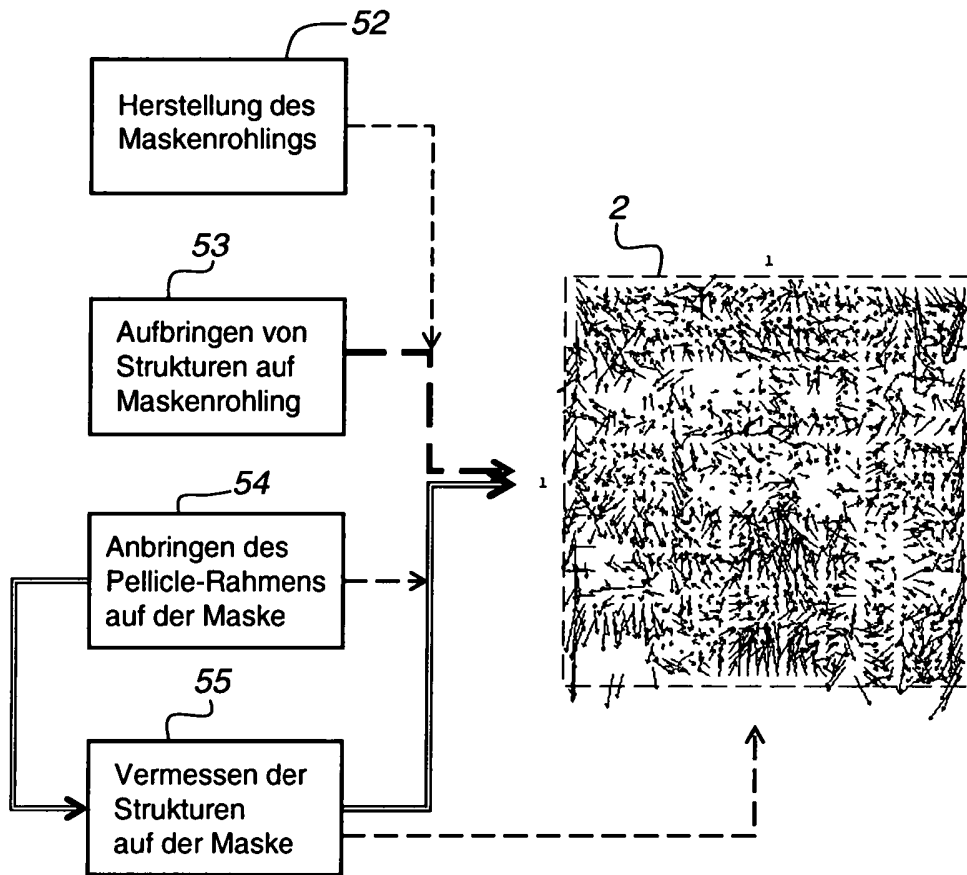 52
Herstellung des
Maskenrohlings
53
Aufbringen von
Strukturen auf
Maskenrohling
54
Anbringen des
Pellicle-Rahmens
auf der Maske
55
Vermessen der
Strukturen
auf der Maske
2
1
1